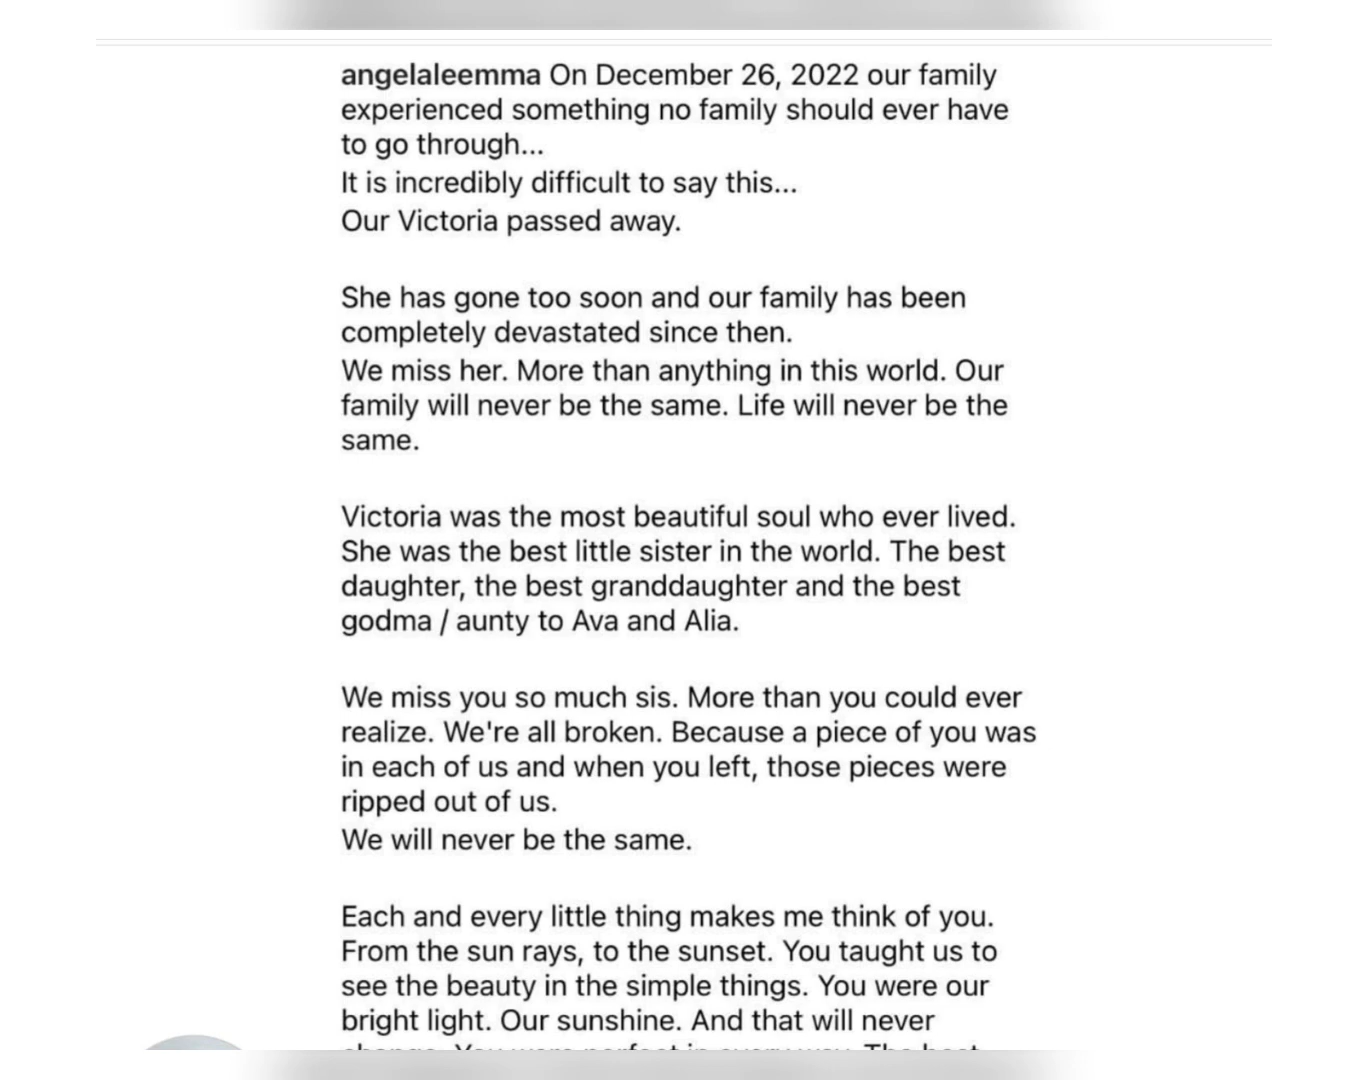 angelaleemma On December 26, 2022 our family
experienced something no family should ever have
to go through...
It is incredibly difficult to say this...
Our Victoria passed away.
She has gone too soon and our family has been
completely devastated since then.
We miss her. More than anything in this world. Our
family will never be the same. Life will never be the
same.
Victoria was the most beautiful soul who ever lived.
She was the best little sister in the world. The best
daughter, the best granddaughter and the best
godma / aunty to Ava and Alia.
We miss you so much sis. More than you could ever
realize. We're all broken. Because a piece of you was
in each of us and when you left, those pieces were
ripped out of us.
We will never be the same.
Each and every little thing makes me think of you.
From the sun rays, to the sunset. You taught us to
see the beauty in the simple things. You were our
bright light. Our sunshine. And that will never